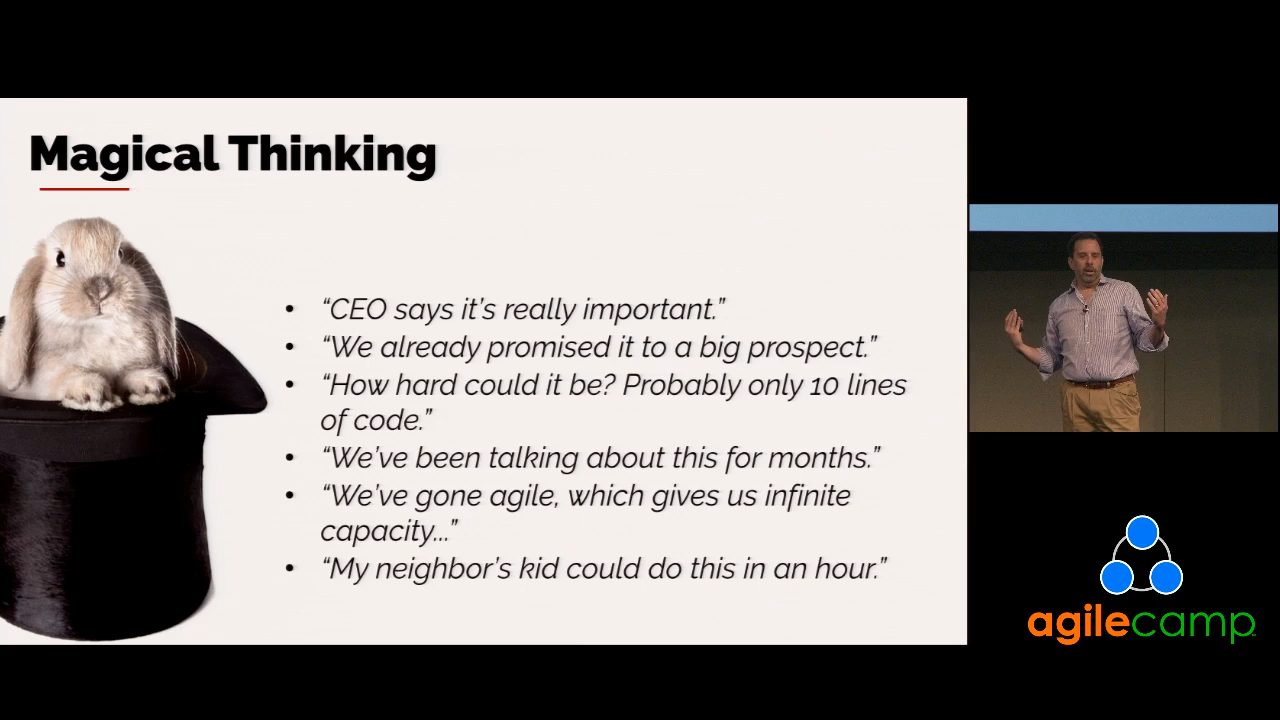 Magical Thinking
• “CEO says it’s really important.”
• “We already promised it to a big prospect.”
• “How hard could it be? Probably only 10 lines
of code.”
• “We’ve been talking about this for months.”
• “We’ve gone agile, which gives us infinite
capacity...”
• “My neighbor’s kid could do this in an hour.”
agilecamp